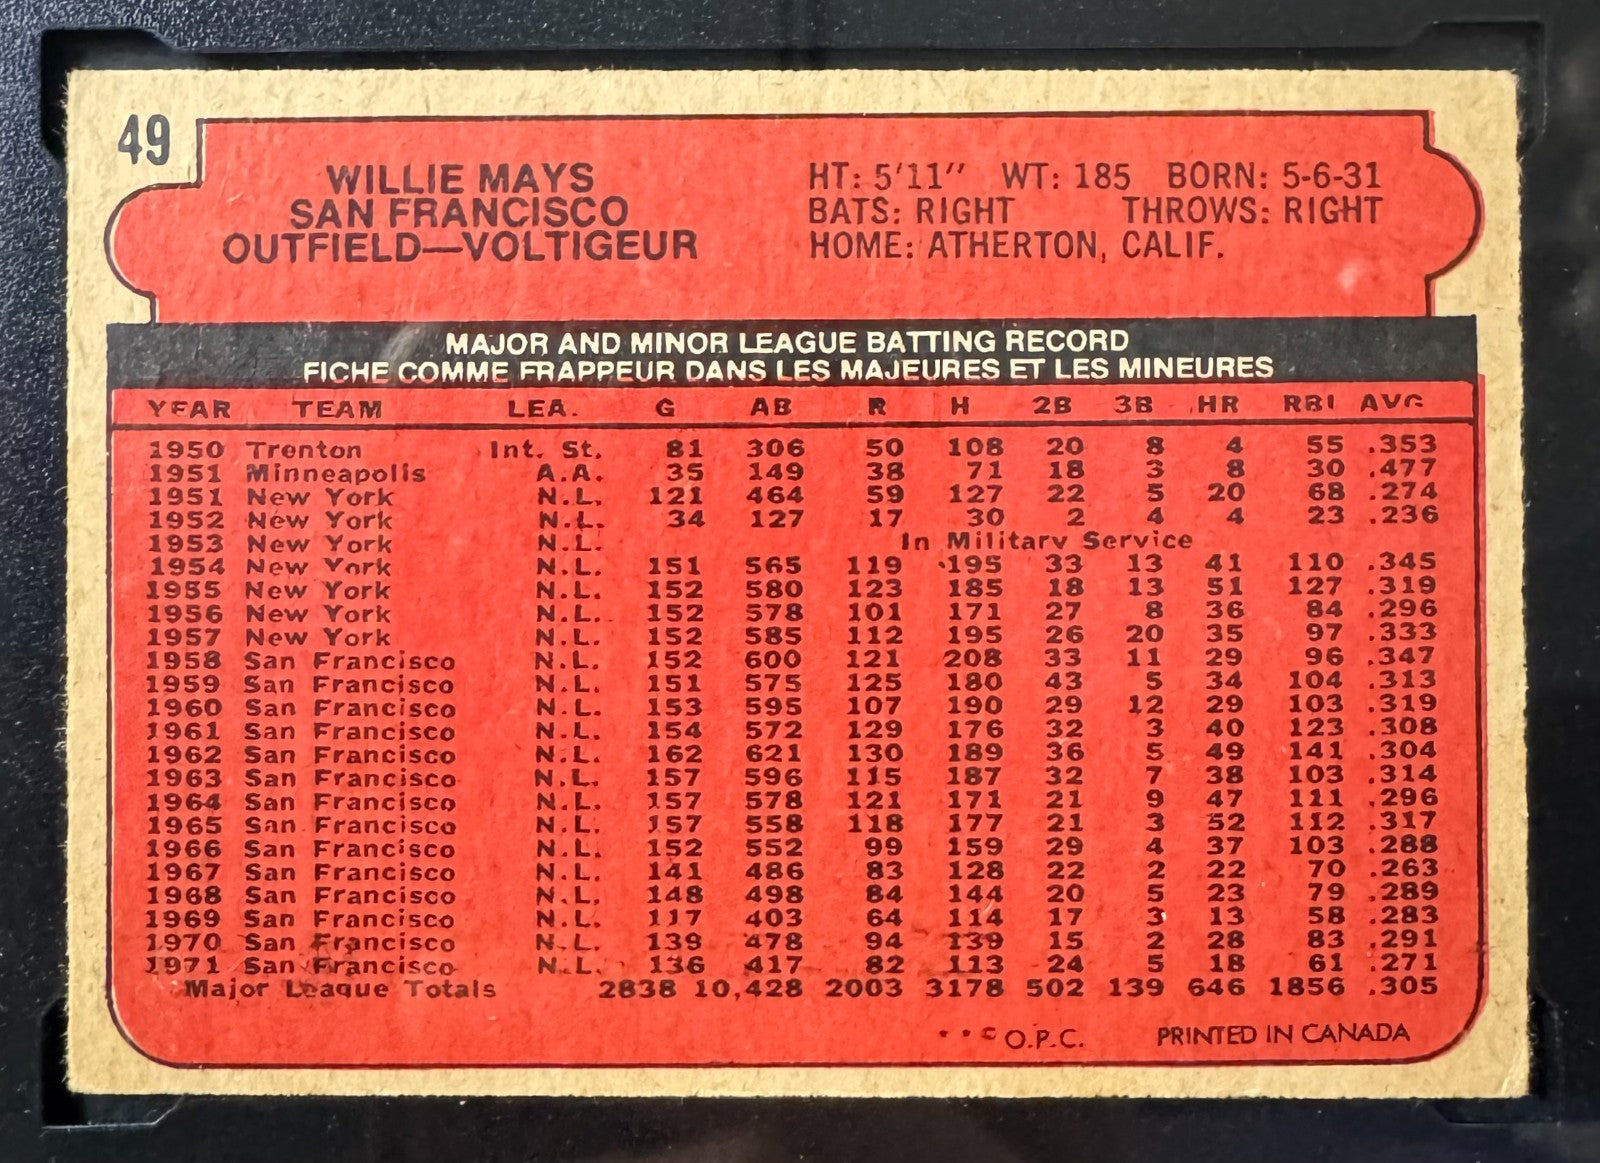 49
WILLIE MAYS
SAN FRANCISCO
OUTFIELD—VOLTIGEUR
HT: 5'11" WT: 185 BORN: 5-6-31
BATS: RIGHT THROWS: RIGHT
HOME: ATHERTON, CALIF.
MAJOR AND MINOR LEAGUE BATTING RECORD
FICHE COMME FRAPPEUR DANS LES MAJEURES ET LES MINEURES
YEAR TEAM LEA. G AB R H 2B 3B HR RBI AVG
1950 Trenton Int. St. 81 306 50 108 20 8 4 55 .353
1951 Minneapolis A.A. 35 149 38 71 18 3 8 30 .477
1951 New York N.L. 121 464 59 127 22 5 20 68 .274
1952 New York N.L. 34 127 17 30 2 4 4 23 .236
1953 New York N.L. In Military Service
1954 New York N.L. 151 565 119 195 33 13 41 110 .345
1955 New York N.L. 152 580 123 185 18 13 51 127 .319
1956 New York N.L. 152 578 101 171 27 8 36 84 .296
1957 New York N.L. 152 585 112 195 26 20 35 97 .333
1958 San Francisco N.L. 152 600 121 208 33 11 29 96 .347
1959 San Francisco N.L. 151 575 125 180 43 5 34 104 .313
1960 San Francisco N.L. 153 595 107 190 29 12 29 103 .319
1961 San Francisco N.L. 154 572 129 176 32 3 40 123 .308
1962 San Francisco N.L. 162 621 130 189 36 5 49 141 .304
1963 San Francisco N.L. 157 596 115 187 32 7 38 103 .314
1964 San Francisco N.L. 157 578 121 171 21 9 47 111 .296
1965 San Francisco N.L. 157 558 118 177 21 3 52 112 .317
1966 San Francisco N.L. 152 552 99 159 29 4 37 103 .288
1967 San Francisco N.L. 141 486 83 128 22 2 22 70 .263
1968 San Francisco N.L. 148 498 84 144 20 5 23 79 .289
1969 San Francisco N.L. 117 403 64 114 17 3 13 58 .283
1970 San Francisco N.L. 139 478 94 139 15 2 28 83 .291
1971 San Francisco N.L. 136 417 82 113 24 5 18 61 .271
Major League Totals 2838 10,428 2003 3178 502 139 646 1856 .305
**© O.P.C. PRINTED IN CANADA